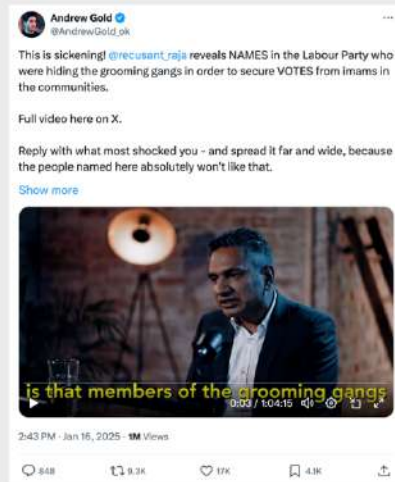 Andrew Gold
@AndrewGold_ok
This is sickening! @recusant_raja reveals NAMES in the Labour Party who
were hiding the grooming gangs in order to secure VOTES from imams in
the communities.
Full video here on X.
Reply with what most shocked you - and spread it far and wide, because
the people named here absolutely won't like that.
Show more
is that members of the grooming gangs
0:03 / 1:04:15
2:43 PM · Jan 16, 2025 · 1M Views
848 9.3K 17K 4.1K